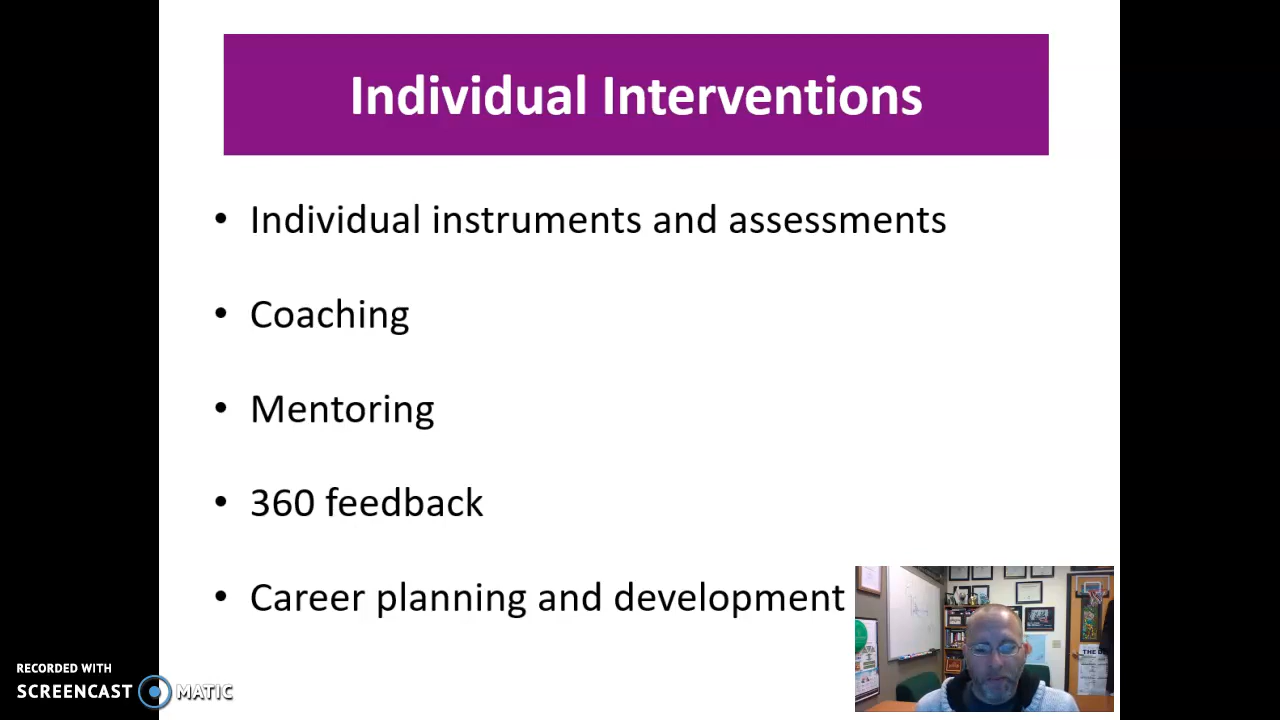 Individual Interventions
• Individual instruments and assessments
• Coaching
• Mentoring
• 360 feedback
• Career planning and development
RECORDED WITH
SCREENCAST MATIC